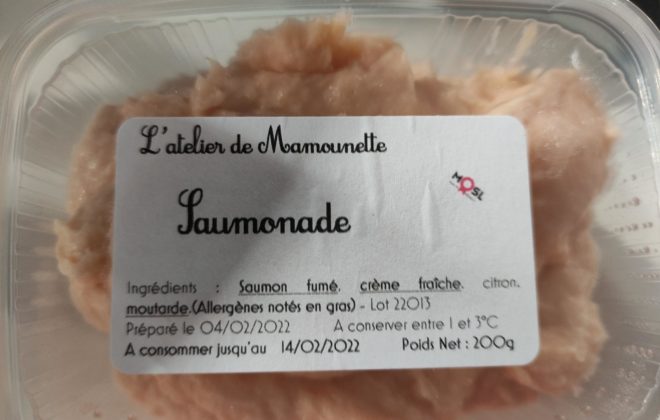 L'atelier de Mamounette
MOSL
Saumonade
Ingrédients : Saumon fumé, crème fraîche, citron,
moutarde.(Allergènes notés en gras) - Lot 22013
Préparé le 04/02/2022 A conserver entre 1 et 3°C
A consommer jusqu'au 14/02/2022 Poids Net : 200g